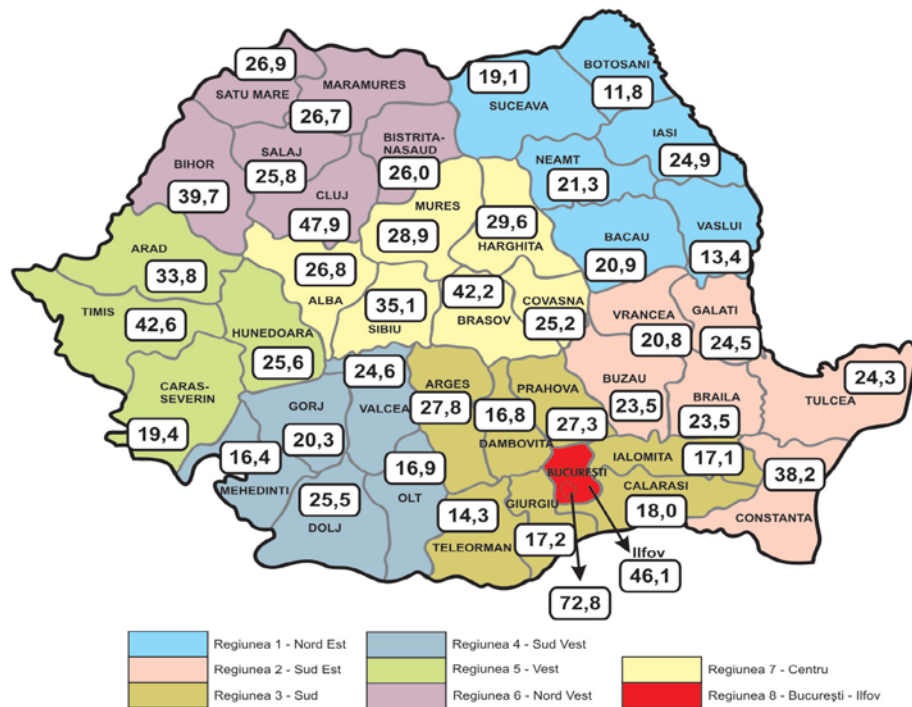 26,9
SATU MARE
MARAMURES
26,7
19,1
SUCEAVA
BOTOSANI
11,8
IASI
24,9
BIHOR
39,7
SALAJ
25,8
CLUJ
47,9
BISTRITA-
NASAUD
26,0
NEAMT
21,3
MURES
28,9
29,6
HARGHITA
BACAU
20,9
VASLUI
13,4
ARAD
33,8
26,8
ALBA
35,1
SIBIU
42,2
BRASOV
COVASNA
25,2
TIMIS
42,6
HUNEDOARA
25,6
VRANCEA
20,8
GALATI
24,5
CARAS-
SEVERIN
19,4
GORJ
20,3
24,6
VALCEA
ARGES
27,8
16,8
DAMBOVITA
PRAHOVA
27,3
BUZAU
23,5
BRAILA
23,5
24,3
TULCEA
16,4
MEHEDINTI
25,5
DOLJ
16,9
OLT
BUCUREȘTI
IALOMITA
17,1
38,2
CONSTANTA
14,3
TELEORMAN
GIURGIU
17,2
CALARASI
18,0
Ilfov
46,1
72,8
Regiunea 1 - Nord Est
Regiunea 2 - Sud Est
Regiunea 3 - Sud
Regiunea 4 - Sud Vest
Regiunea 5 - Vest
Regiunea 6 - Nord Vest
Regiunea 7 - Centru
Regiunea 8 - București - Ilfov